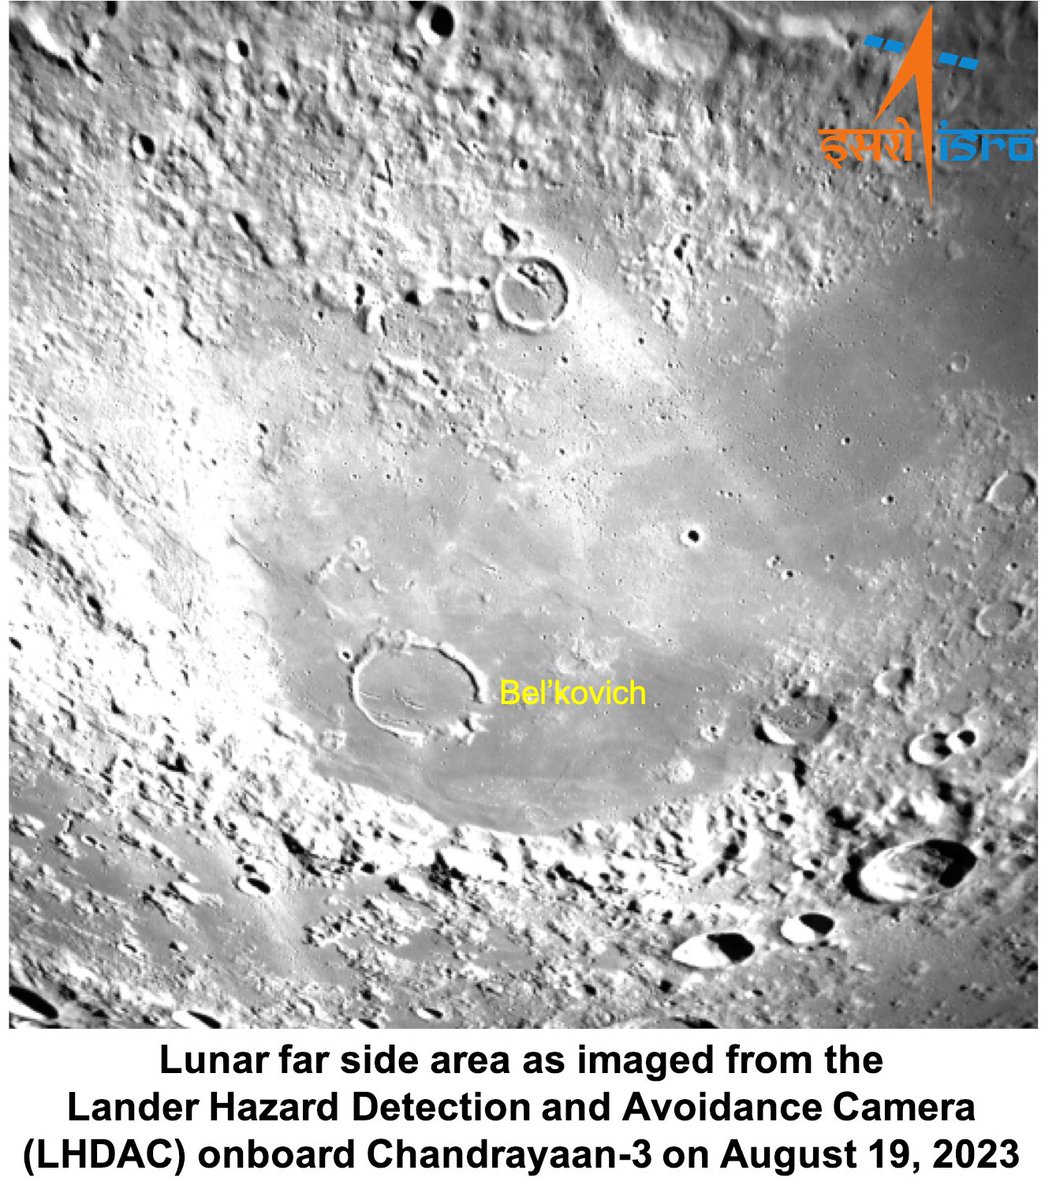 इसरो isro
Bel'kovich
Lunar far side area as imaged from the
Lander Hazard Detection and Avoidance Camera
(LHDAC) onboard Chandrayaan-3 on August 19, 2023